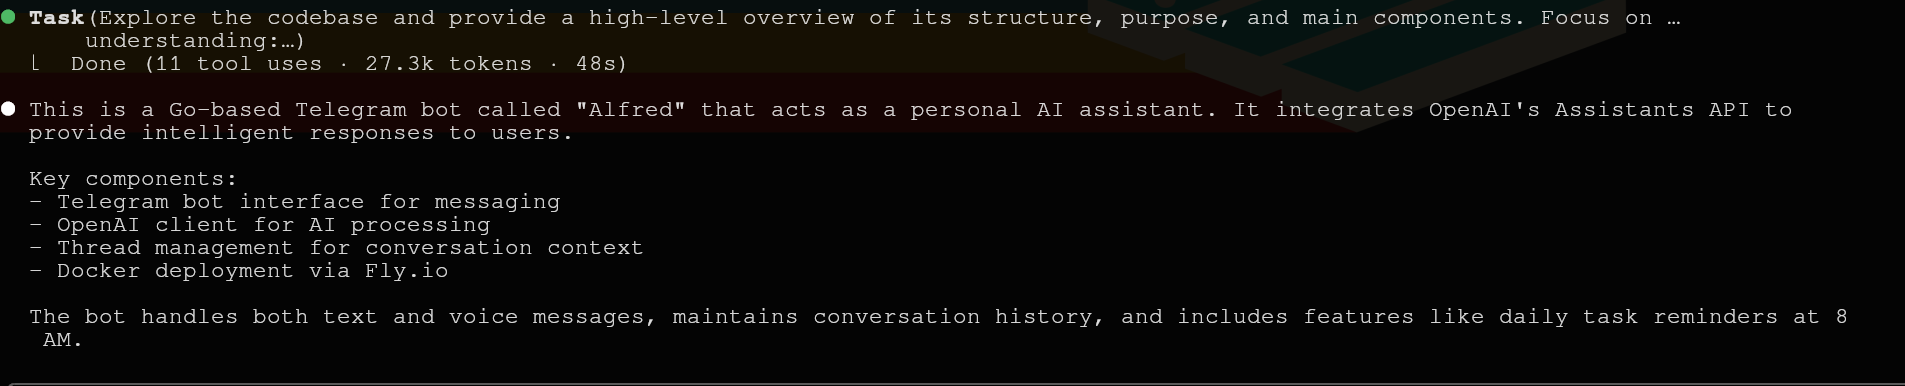 ● Task(Explore the codebase and provide a high-level overview of its structure, purpose, and main components. Focus on …
understanding:…)
⎿ Done (11 tool uses · 27.3k tokens · 48s)
● This is a Go-based Telegram bot called "Alfred" that acts as a personal AI assistant. It integrates OpenAI's Assistants API to
provide intelligent responses to users.
Key components:
- Telegram bot interface for messaging
- OpenAI client for AI processing
- Thread management for conversation context
- Docker deployment via Fly.io
The bot handles both text and voice messages, maintains conversation history, and includes features like daily task reminders at 8
AM.